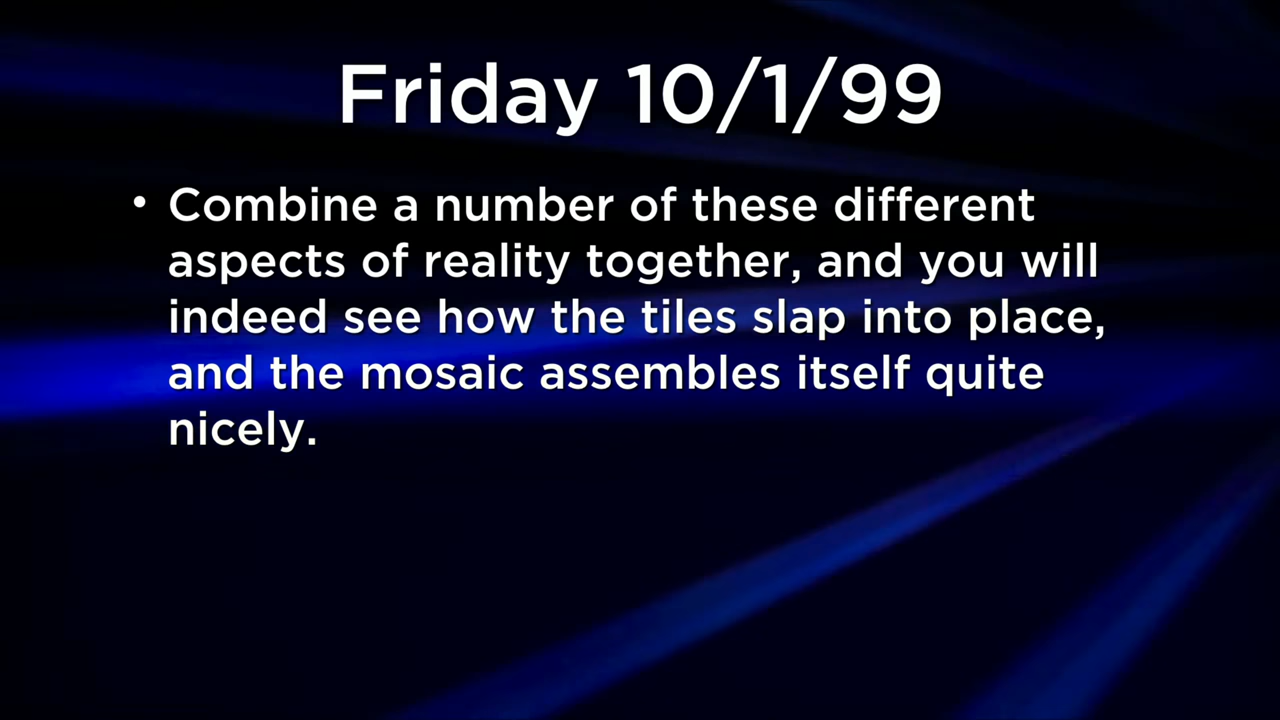 Friday 10/1/99
• Combine a number of these different
aspects of reality together, and you will
indeed see how the tiles slap into place,
and the mosaic assembles itself quite
nicely.